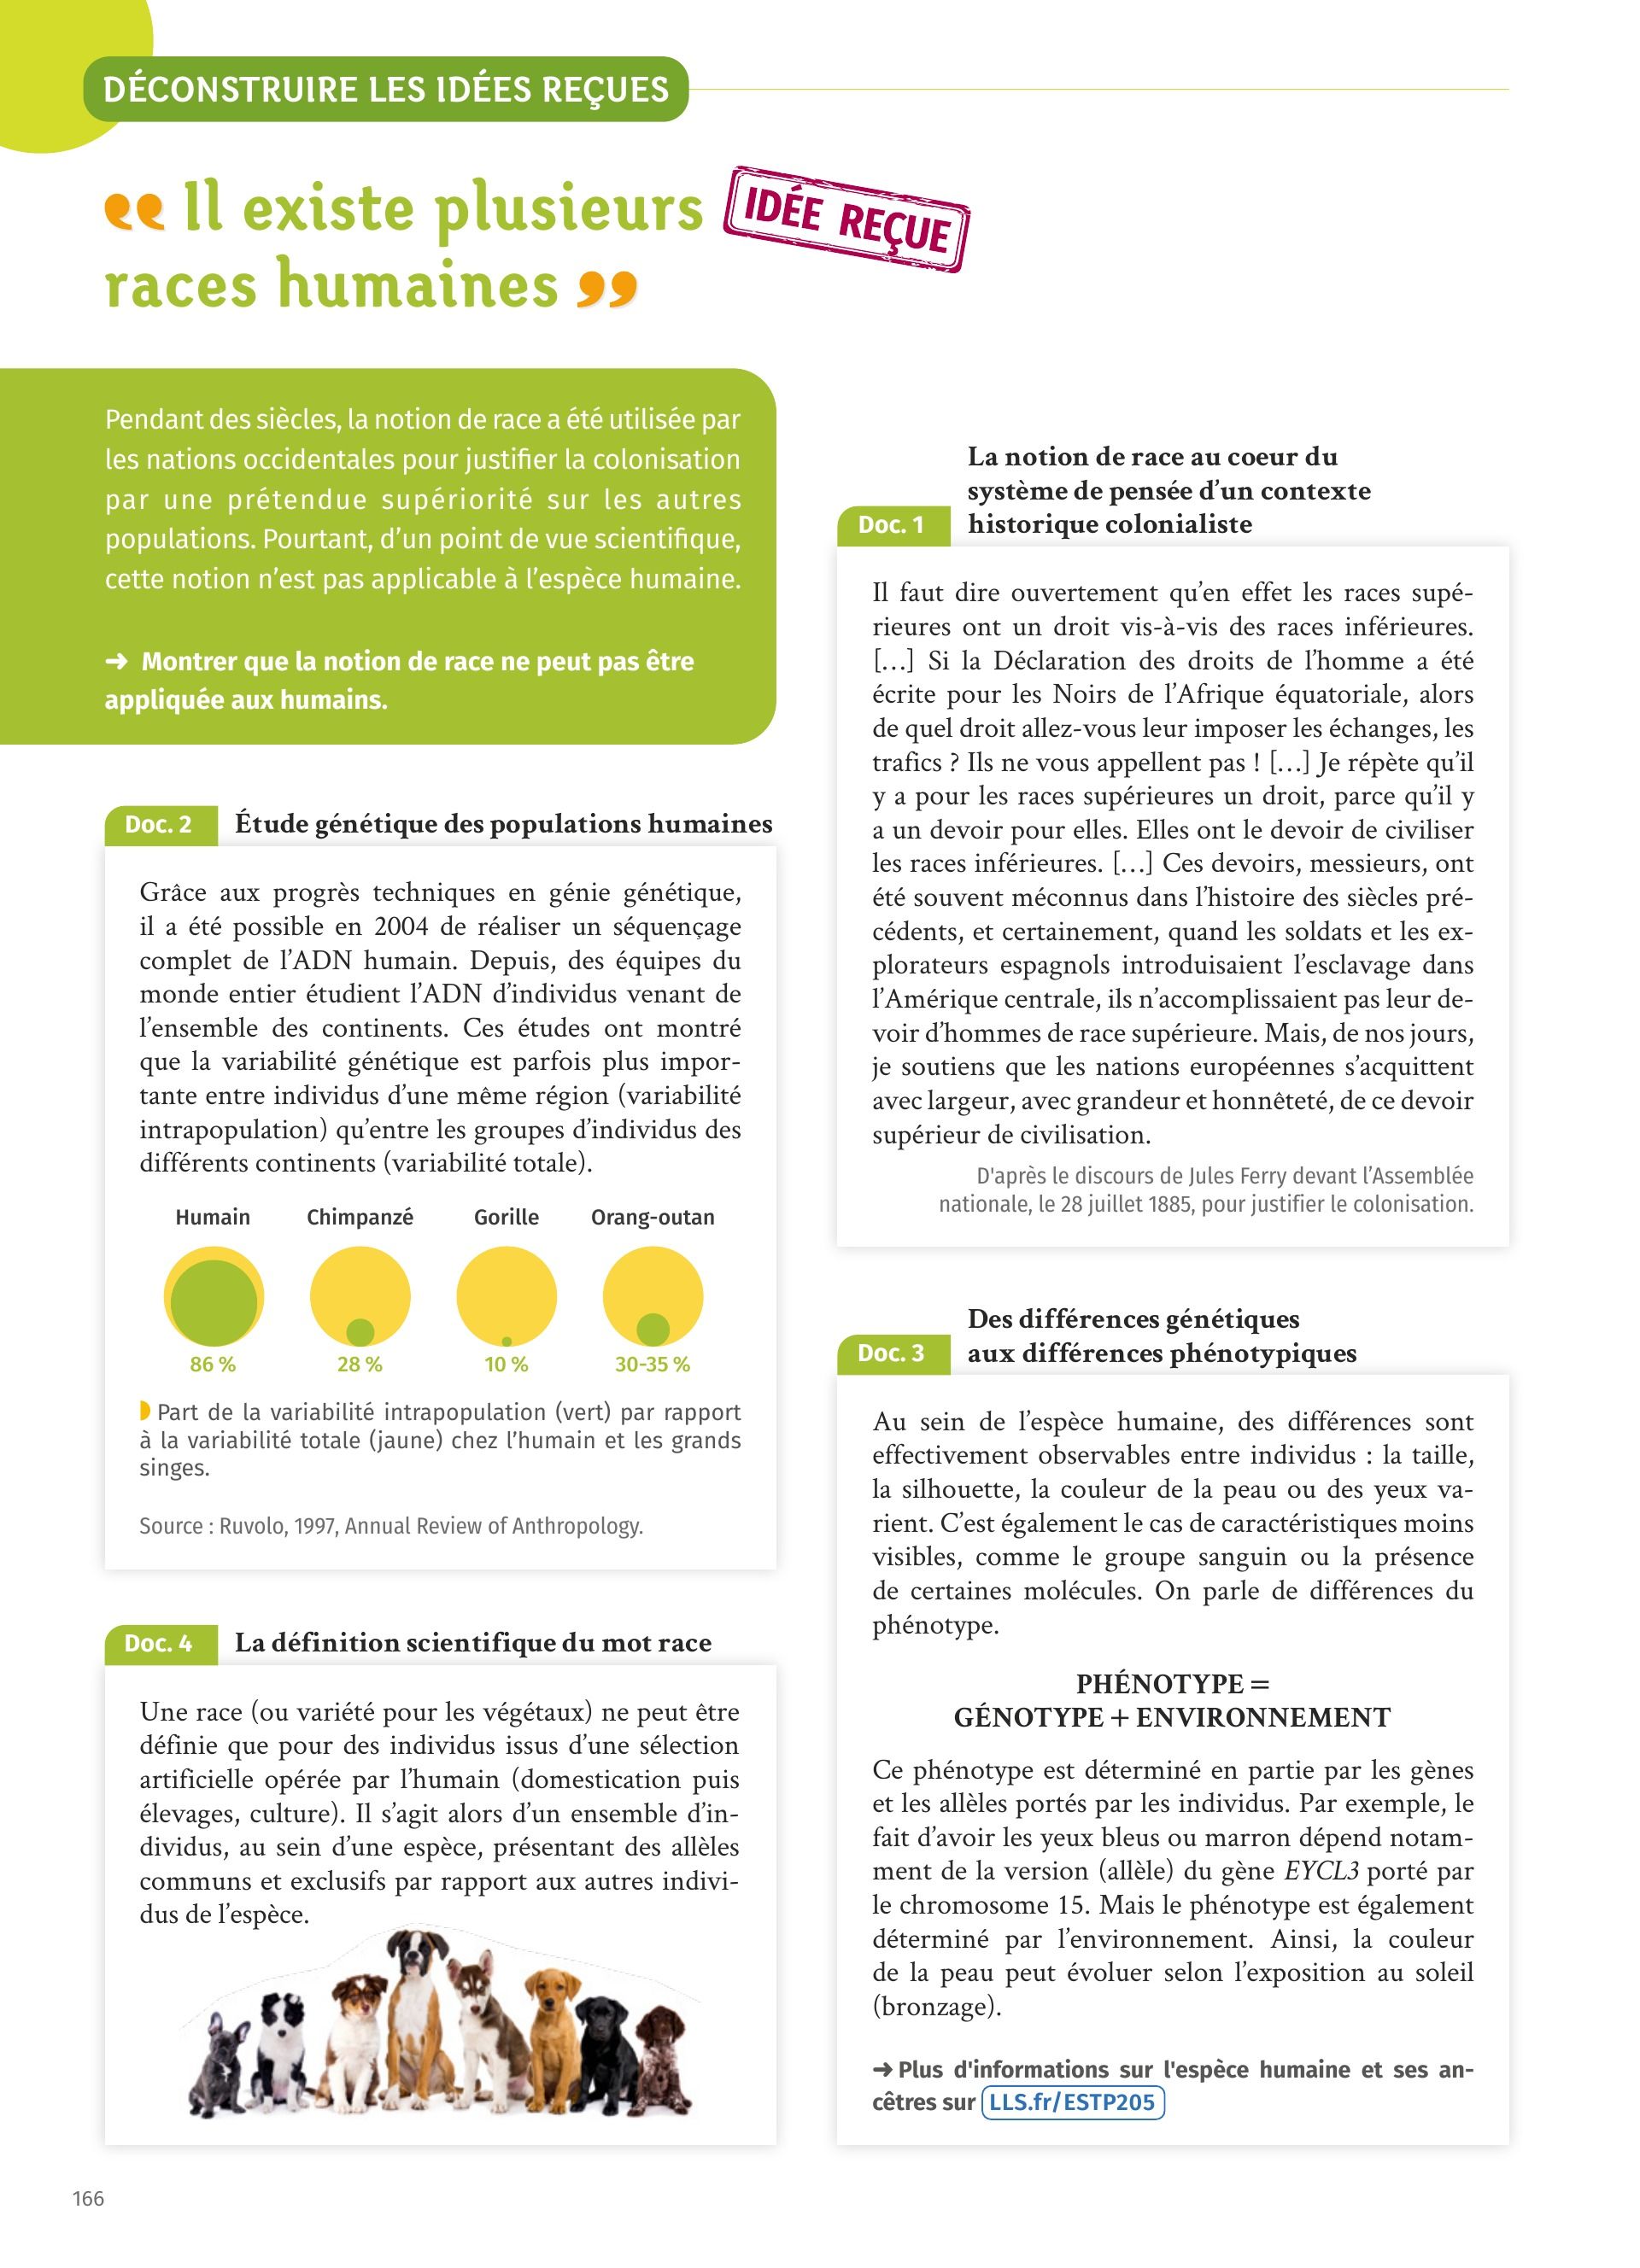 DÉCONSTRUIRE LES IDÉES REÇUES
“ Il existe plusieurs
races humaines ”
IDÉE REÇUE
Pendant des siècles, la notion de race a été utilisée par
les nations occidentales pour justifier la colonisation
par une prétendue supériorité sur les autres
populations. Pourtant, d’un point de vue scientifique,
cette notion n’est pas applicable à l’espèce humaine.
➜ Montrer que la notion de race ne peut pas être
appliquée aux humains.
Doc. 1
La notion de race au coeur du
système de pensée d’un contexte
historique colonialiste
Il faut dire ouvertement qu’en effet les races supé-
rieures ont un droit vis-à-vis des races inférieures.
[…] Si la Déclaration des droits de l’homme a été
écrite pour les Noirs de l’Afrique équatoriale, alors
de quel droit allez-vous leur imposer les échanges, les
trafics ? Ils ne vous appellent pas ! […] Je répète qu’il
y a pour les races supérieures un droit, parce qu’il y
a un devoir pour elles. Elles ont le devoir de civiliser
les races inférieures. […] Ces devoirs, messieurs, ont
été souvent méconnus dans l’histoire des siècles pré-
cédents, et certainement, quand les soldats et les ex-
plorateurs espagnols introduisaient l’esclavage dans
l’Amérique centrale, ils n’accomplissaient pas leur de-
voir d’hommes de race supérieure. Mais, de nos jours,
je soutiens que les nations européennes s’acquittent
avec largeur, avec grandeur et honnêteté, de ce devoir
supérieur de civilisation.
D'après le discours de Jules Ferry devant l’Assemblée
nationale, le 28 juillet 1885, pour justifier le colonisation.
Doc. 2
Étude génétique des populations humaines
Grâce aux progrès techniques en génie génétique,
il a été possible en 2004 de réaliser un séquençage
complet de l’ADN humain. Depuis, des équipes du
monde entier étudient l’ADN d’individus venant de
l’ensemble des continents. Ces études ont montré
que la variabilité génétique est parfois plus impor-
tante entre individus d’une même région (variabilité
intrapopulation) qu’entre les groupes d’individus des
différents continents (variabilité totale).
Humain Chimpanzé Gorille Orang-outan
86 % 28 % 10 % 30-35 %
Part de la variabilité intrapopulation (vert) par rapport
à la variabilité totale (jaune) chez l’humain et les grands
singes.
Source : Ruvolo, 1997, Annual Review of Anthropology.
Doc. 3
Des différences génétiques
aux différences phénotypiques
Au sein de l’espèce humaine, des différences sont
effectivement observables entre individus : la taille,
la silhouette, la couleur de la peau ou des yeux va-
rient. C’est également le cas de caractéristiques moins
visibles, comme le groupe sanguin ou la présence
de certaines molécules. On parle de différences du
phénotype.
PHÉNOTYPE =
GÉNOTYPE + ENVIRONNEMENT
Ce phénotype est déterminé en partie par les gènes
et les allèles portés par les individus. Par exemple, le
fait d’avoir les yeux bleus ou marron dépend notam-
ment de la version (allèle) du gène EYCL3 porté par
le chromosome 15. Mais le phénotype est également
déterminé par l’environnement. Ainsi, la couleur
de la peau peut évoluer selon l’exposition au soleil
(bronzage).
➜ Plus d'informations sur l'espèce humaine et ses an-
cêtres sur LLS.fr/ESTP205
Doc. 4
La définition scientifique du mot race
Une race (ou variété pour les végétaux) ne peut être
définie que pour des individus issus d’une sélection
artificielle opérée par l’humain (domestication puis
élevages, culture). Il s’agit alors d’un ensemble d’in-
dividus, au sein d’une espèce, présentant des allèles
communs et exclusifs par rapport aux autres indivi-
dus de l’espèce.
166